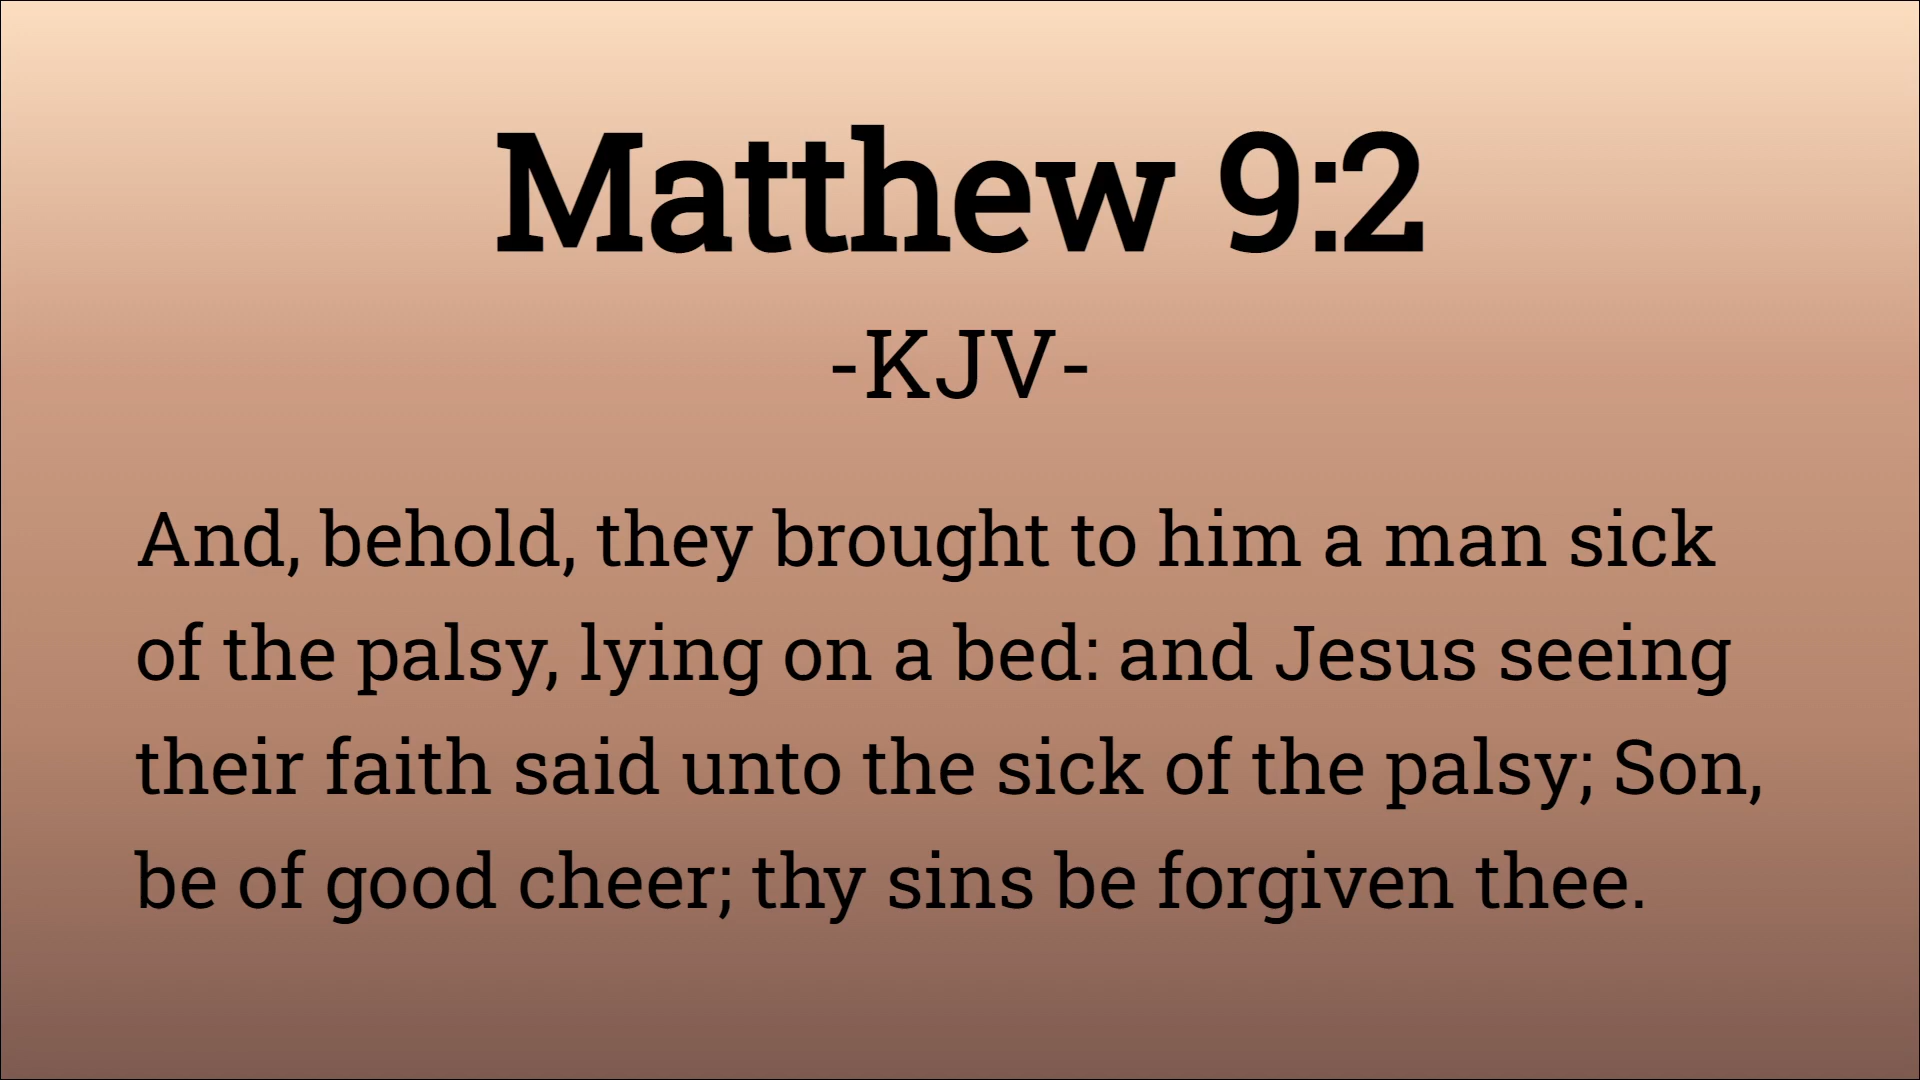 Matthew 9:2
-KJV-
And, behold, they brought to him a man sick
of the palsy, lying on a bed: and Jesus seeing
their faith said unto the sick of the palsy; Son,
be of good cheer; thy sins be forgiven thee.